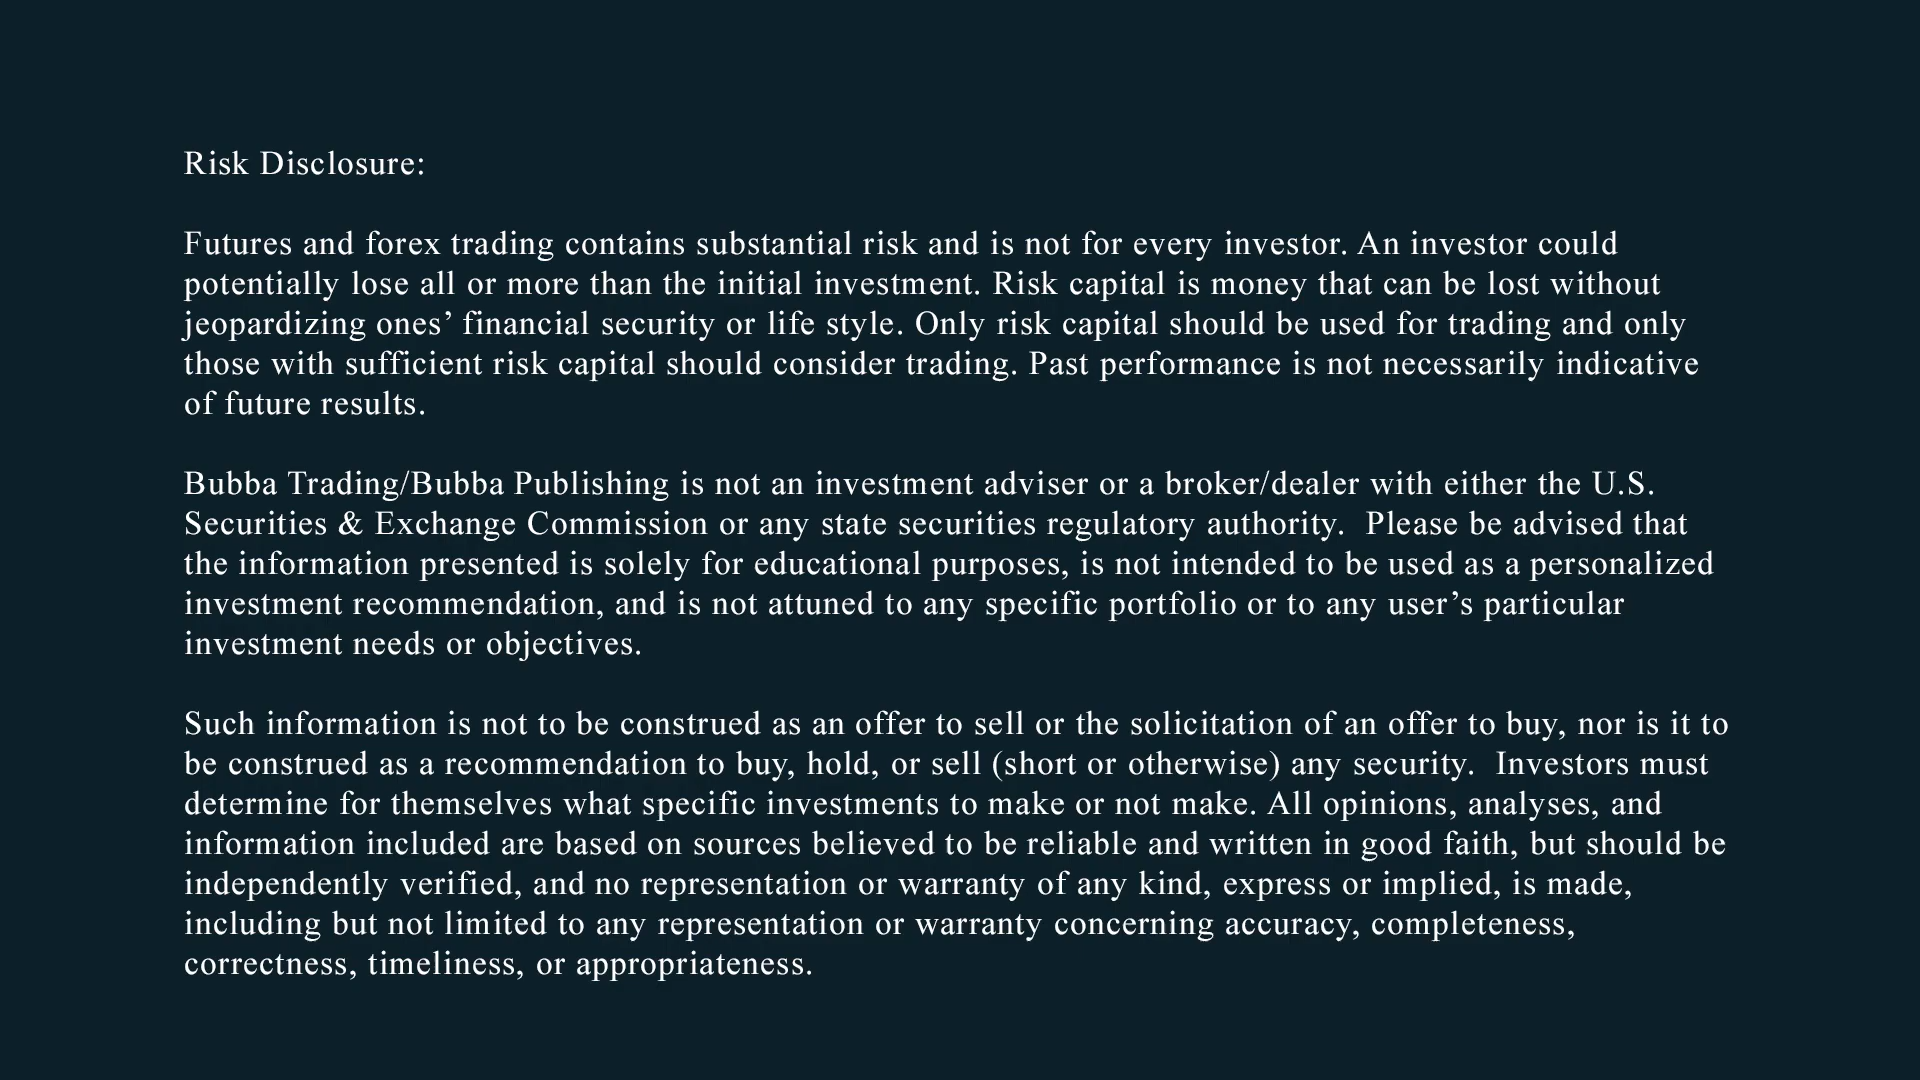 Risk Disclosure:
Futures and forex trading contains substantial risk and is not for every investor. An investor could
potentially lose all or more than the initial investment. Risk capital is money that can be lost without
jeopardizing ones’ financial security or life style. Only risk capital should be used for trading and only
those with sufficient risk capital should consider trading. Past performance is not necessarily indicative
of future results.
Bubba Trading/Bubba Publishing is not an investment adviser or a broker/dealer with either the U.S.
Securities & Exchange Commission or any state securities regulatory authority.  Please be advised that
the information presented is solely for educational purposes, is not intended to be used as a personalized
investment recommendation, and is not attuned to any specific portfolio or to any user’s particular
investment needs or objectives.
Such information is not to be construed as an offer to sell or the solicitation of an offer to buy, nor is it to
be construed as a recommendation to buy, hold, or sell (short or otherwise) any security.  Investors must
determine for themselves what specific investments to make or not make. All opinions, analyses, and
information included are based on sources believed to be reliable and written in good faith, but should be
independently verified, and no representation or warranty of any kind, express or implied, is made,
including but not limited to any representation or warranty concerning accuracy, completeness,
correctness, timeliness, or appropriateness.